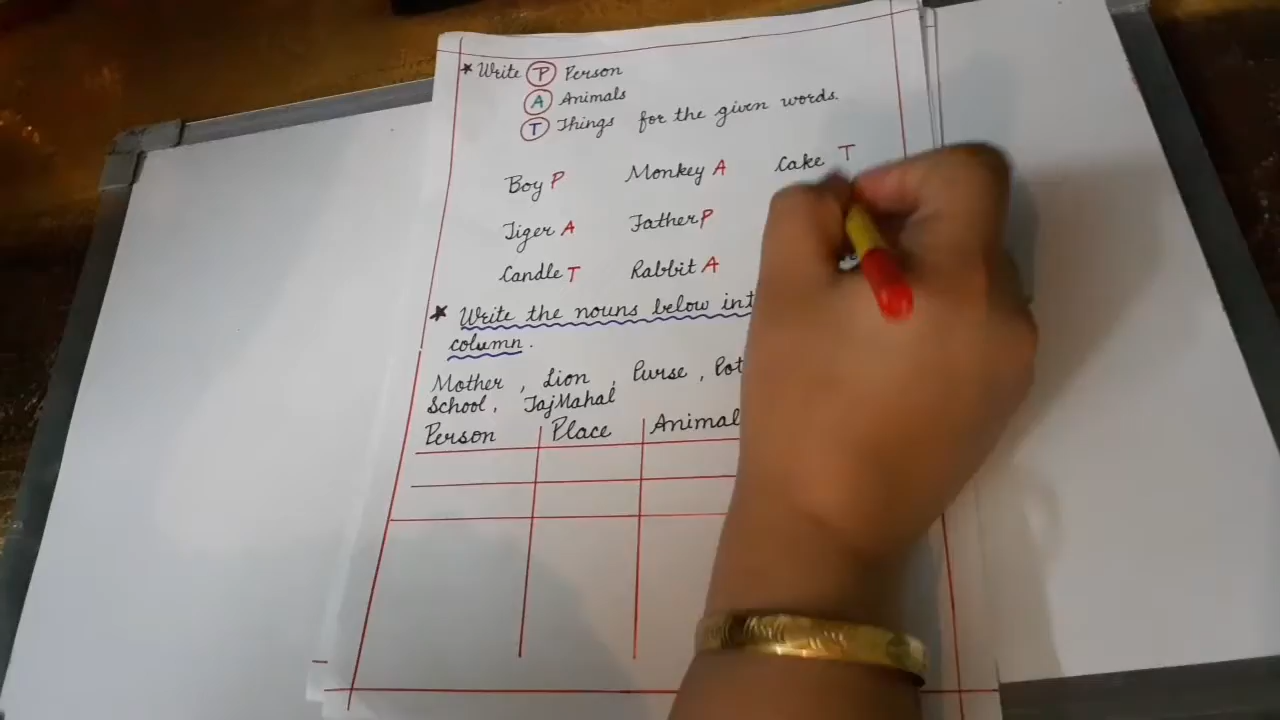 * Write P Person
A Animals
T Things for the given words.
Boy P Monkey A Cake T
Tiger A Father P
Candle T Rabbit A
* Write the nouns below
column.
Mother, Lion, Purse,
School, TajMahal
Person Place Animal